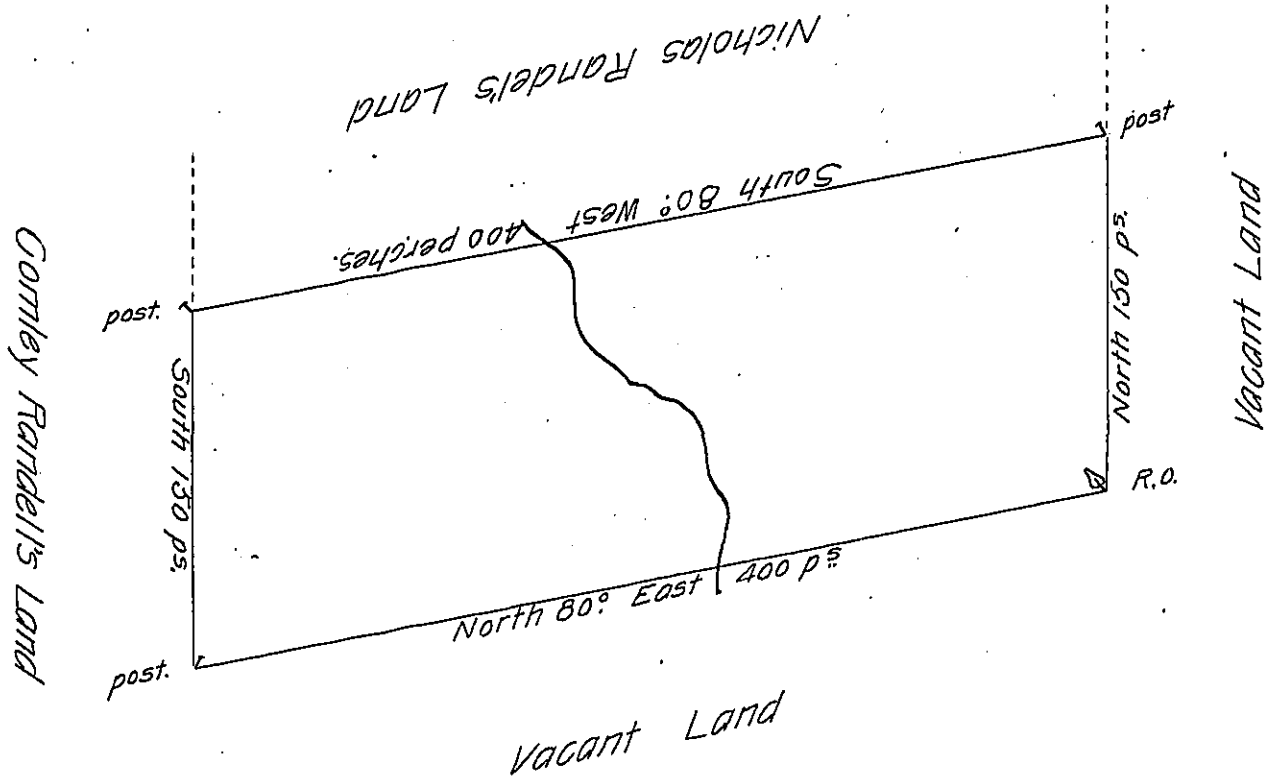 Nicholas Randel's Land
post
South 80° West
400 perches.
North 150 ps.
Vacant Land
post.
Comley Randell's Land
South 150 ps.
R.O.
North 80° East 400 ps
post.
Vacant Land